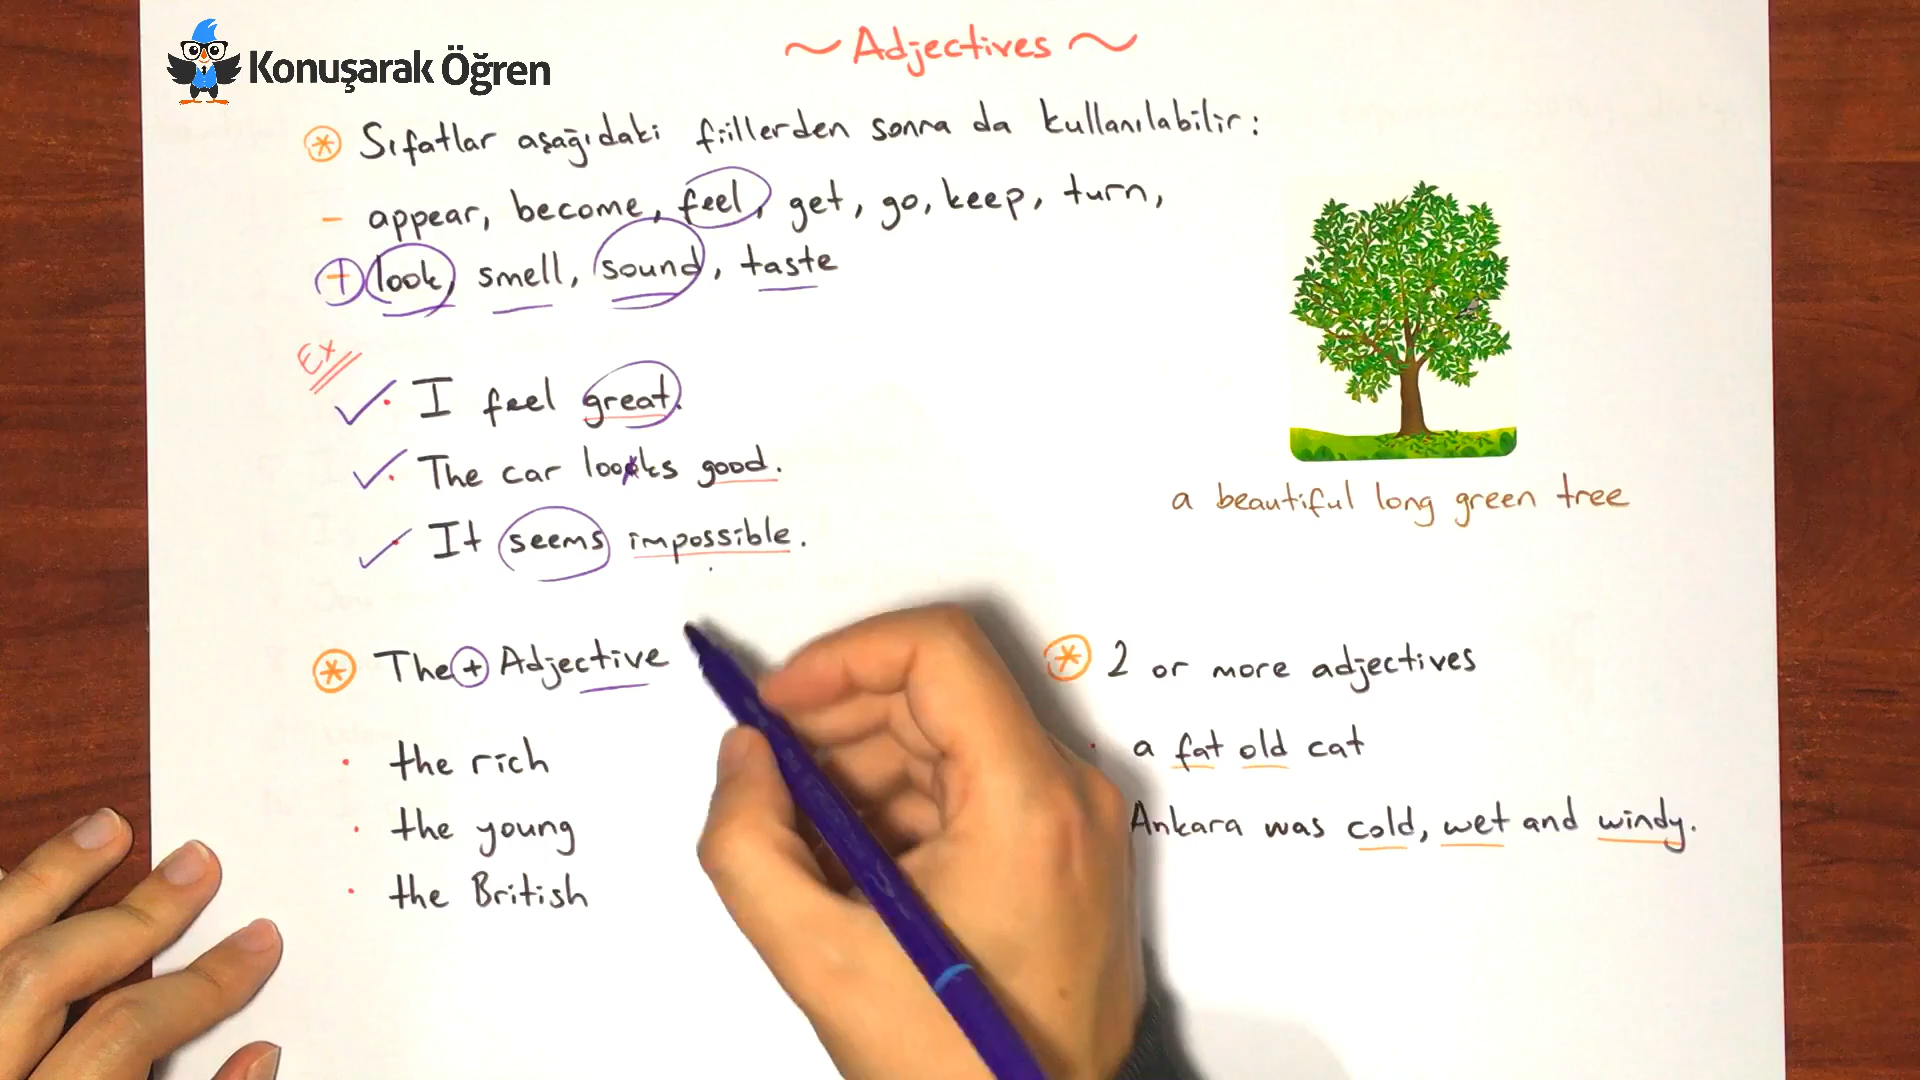 Konuşarak Öğren
~ Adjectives ~
* Sıfatlar aşağıdaki fiillerden sonra da kullanılabilir:
- appear, become, feel, get, go, keep, turn,
+ look, smell, sound, taste
Ex
• I feel great.
• The car looks good.
• It seems impossible.
a beautiful long green tree
* The + Adjective
• the rich
• the young
• the British
* 2 or more adjectives
• a fat old cat
Ankara was cold, wet and windy.